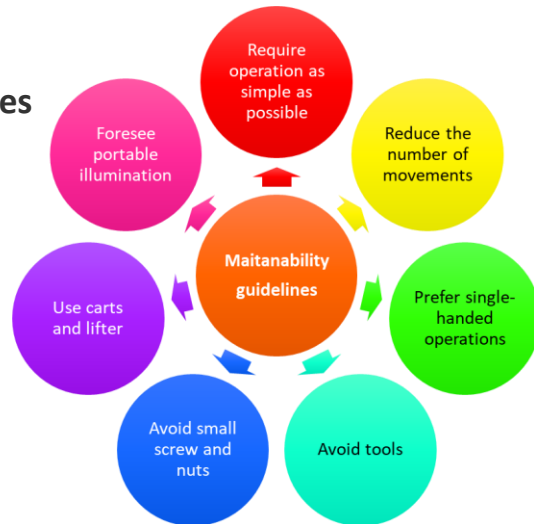 es
Require
operation as
simple as
possible
Reduce the
number of
movements
Prefer single-
handed
operations
Avoid tools
Avoid small
screw and
nuts
Use carts
and lifter
Foresee
portable
illumination
Maitanability
guidelines